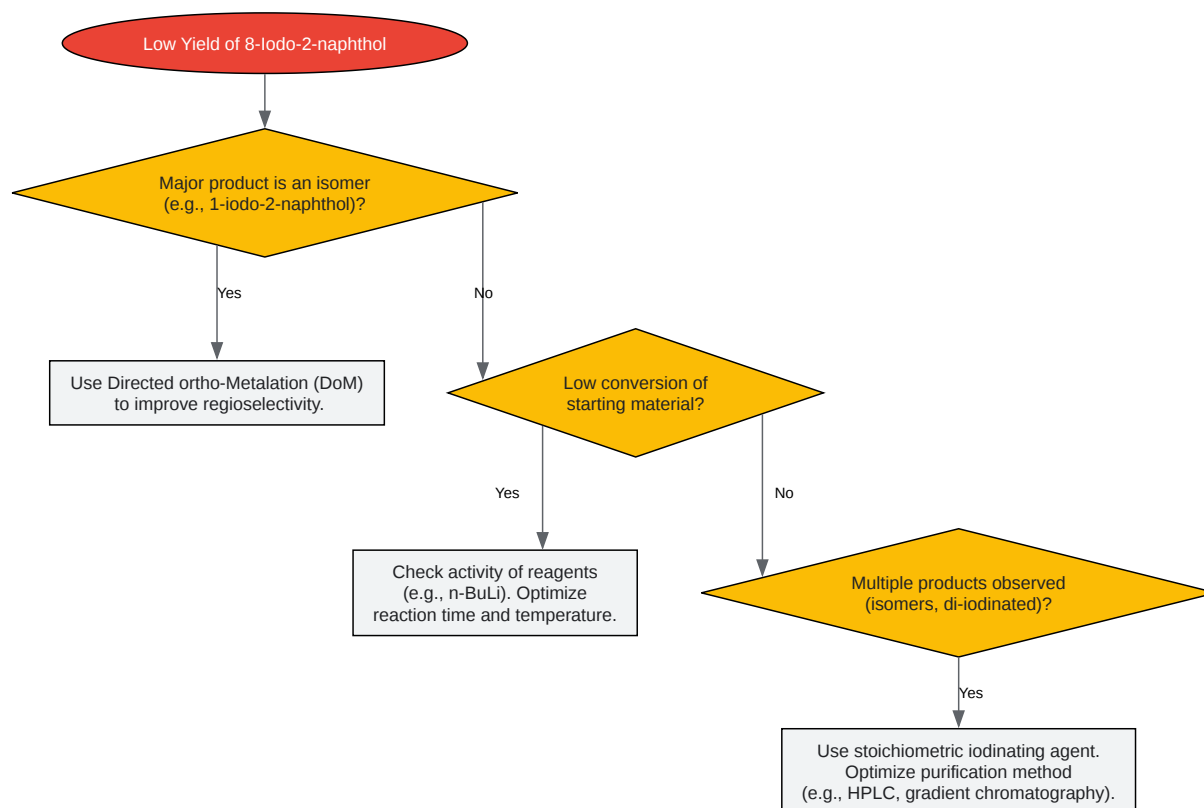 Low Yield of 8-Iodo-2-naphthol
Major product is an isomer
(e.g., 1-iodo-2-naphthol)?
Yes
No
Use Directed ortho-Metalation (DoM)
to improve regioselectivity.
Low conversion of
starting material?
Yes
No
Check activity of reagents
(e.g., n-BuLi). Optimize
reaction time and temperature.
Multiple products observed
(isomers, di-iodinated)?
Yes
Use stoichiometric iodinating agent.
Optimize purification method
(e.g., HPLC, gradient chromatography).